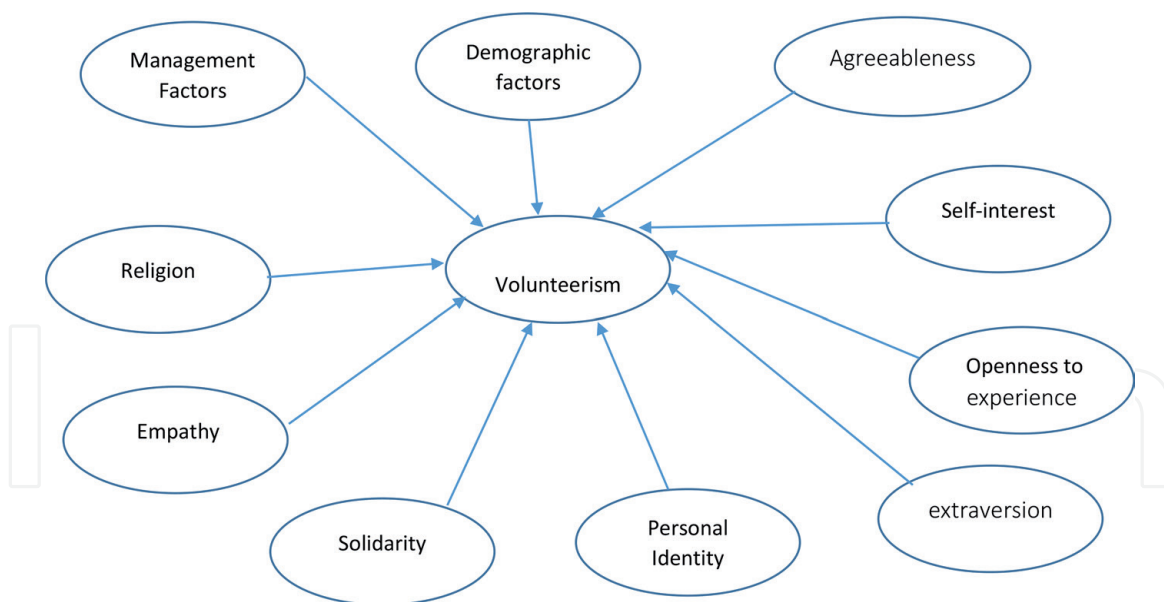 Management
Factors
Demographic
factors
Agreeableness
Self-interest
Religion
Volunteerism
Openness to
experience
Empathy
extraversion
Solidarity
Personal
Identity